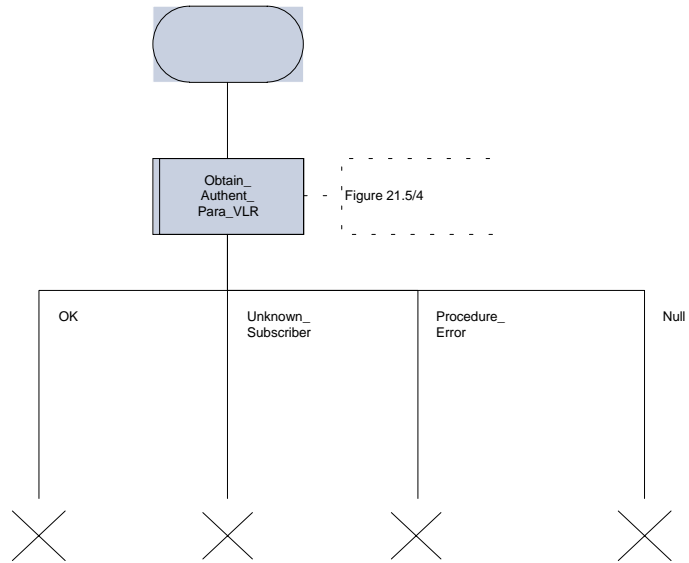 Obtain_
Authent_
Para_VLR
Figure 21.5/4
OK
Unknown_
Subscriber
Procedure_
Error
Null